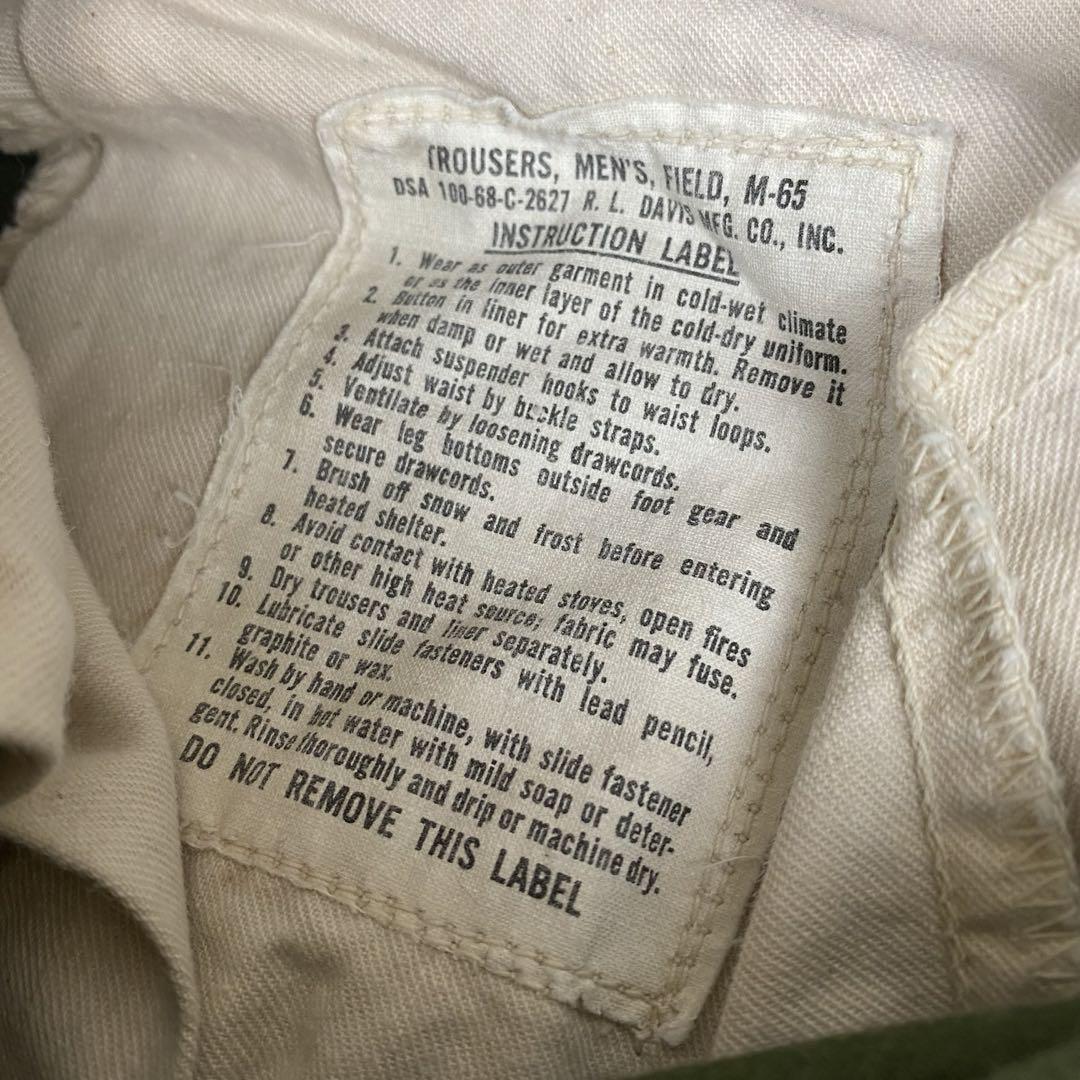 TROUSERS, MEN'S, FIELD, M-65
DSA 100-68-C-2627 R. L. DAVIS MFG. CO., INC.
INSTRUCTION LABEL
1. Wear as outer garment in cold-wet climate
or as the inner layer of the cold-dry uniform.
2. Button in liner for extra warmth. Remove it
when damp or wet and allow to dry.
3. Attach suspender hooks to waist loops.
4. Adjust waist by buckle straps.
5. Ventilate by loosening drawcords.
6. Wear leg bottoms outside foot gear and
secure drawcords.
7. Brush off snow and frost before entering
heated shelter.
8. Avoid contact with heated stoves, open fires
or other high heat source; fabric may fuse.
9. Dry trousers and liner separately.
10. Lubricate slide fasteners with lead pencil,
graphite or wax.
11. Wash by hand or machine, with slide fastener
closed, in hot water with mild soap or deter-
gent. Rinse thoroughly and drip or machine dry.
DO NOT REMOVE THIS LABEL